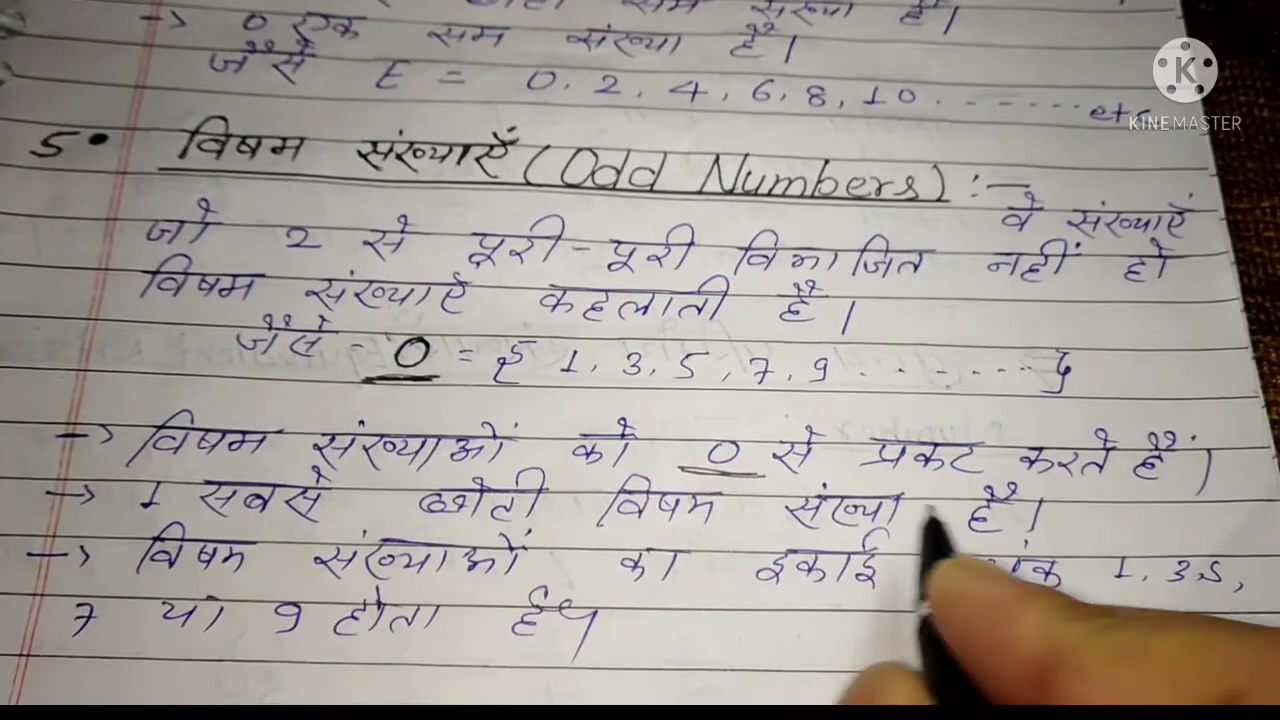 संख्या है।
→ 0 एक सम संख्या है।
जैसे E = 0, 2, 4, 6, 8, 10 ....... etc
5• विषम संख्याएँ (Odd Numbers) :-
वे संख्याएँ
जो 2 से पूरी-पूरी विभाजित नहीं हो
विषम संख्याएँ कहलाती है।
जैसे - O = { 1, 3, 5, 7, 9 ....... }
→ विषम संख्याओं को O से प्रकट करते हैं।
→ 1 सबसे छोटी विषम संख्या है।
→ विषम संख्याओं का इकाई 1, 3, 5,
7 या 9 होता है।
K
KINEMASTER